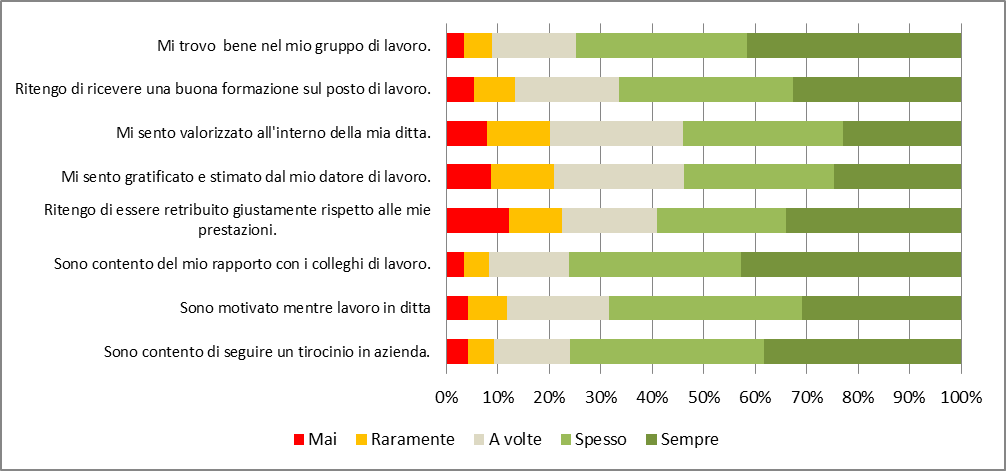 Mi trovo  bene nel mio gruppo di lavoro.
Ritengo di ricevere una buona formazione sul posto di lavoro.
Mi sento valorizzato all'interno della mia ditta.
Mi sento gratificato e stimato dal mio datore di lavoro.
Ritengo di essere retribuito giustamente rispetto alle mie
prestazioni.
Sono contento del mio rapporto con i colleghi di lavoro.
Sono motivato mentre lavoro in ditta
Sono contento di seguire un tirocinio in azienda.
0% 10% 20% 30% 40% 50% 60% 70% 80% 90% 100%
Mai Raramente A volte Spesso Sempre